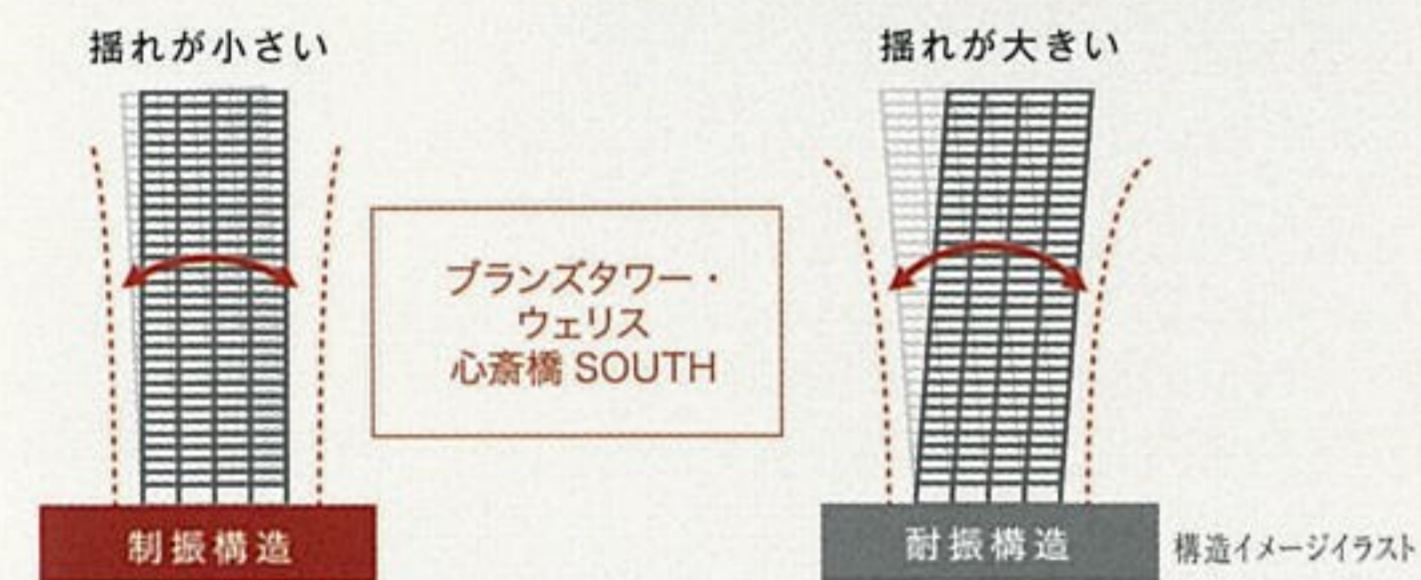 揺れが小さい
揺れが大きい
ブランズタワー・
ウェリス
心斎橋 SOUTH
制振構造
耐振構造
構造イメージイラスト